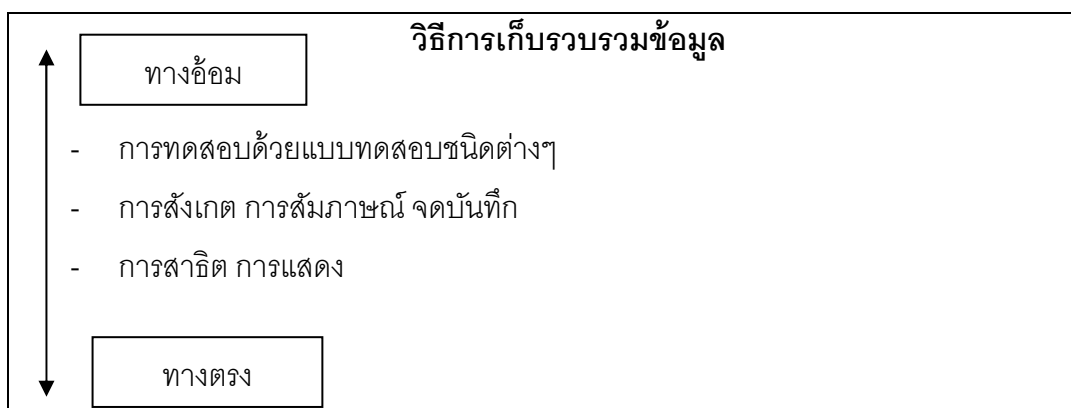 วิธีการเก็บรวบรวมข้อมูล
ทางอ้อม
- การทดสอบด้วยแบบทดสอบชนิดต่างๆ
- การสังเกต การสัมภาษณ์ จดบันทึก
- การสาธิต การแสดง
ทางตรง